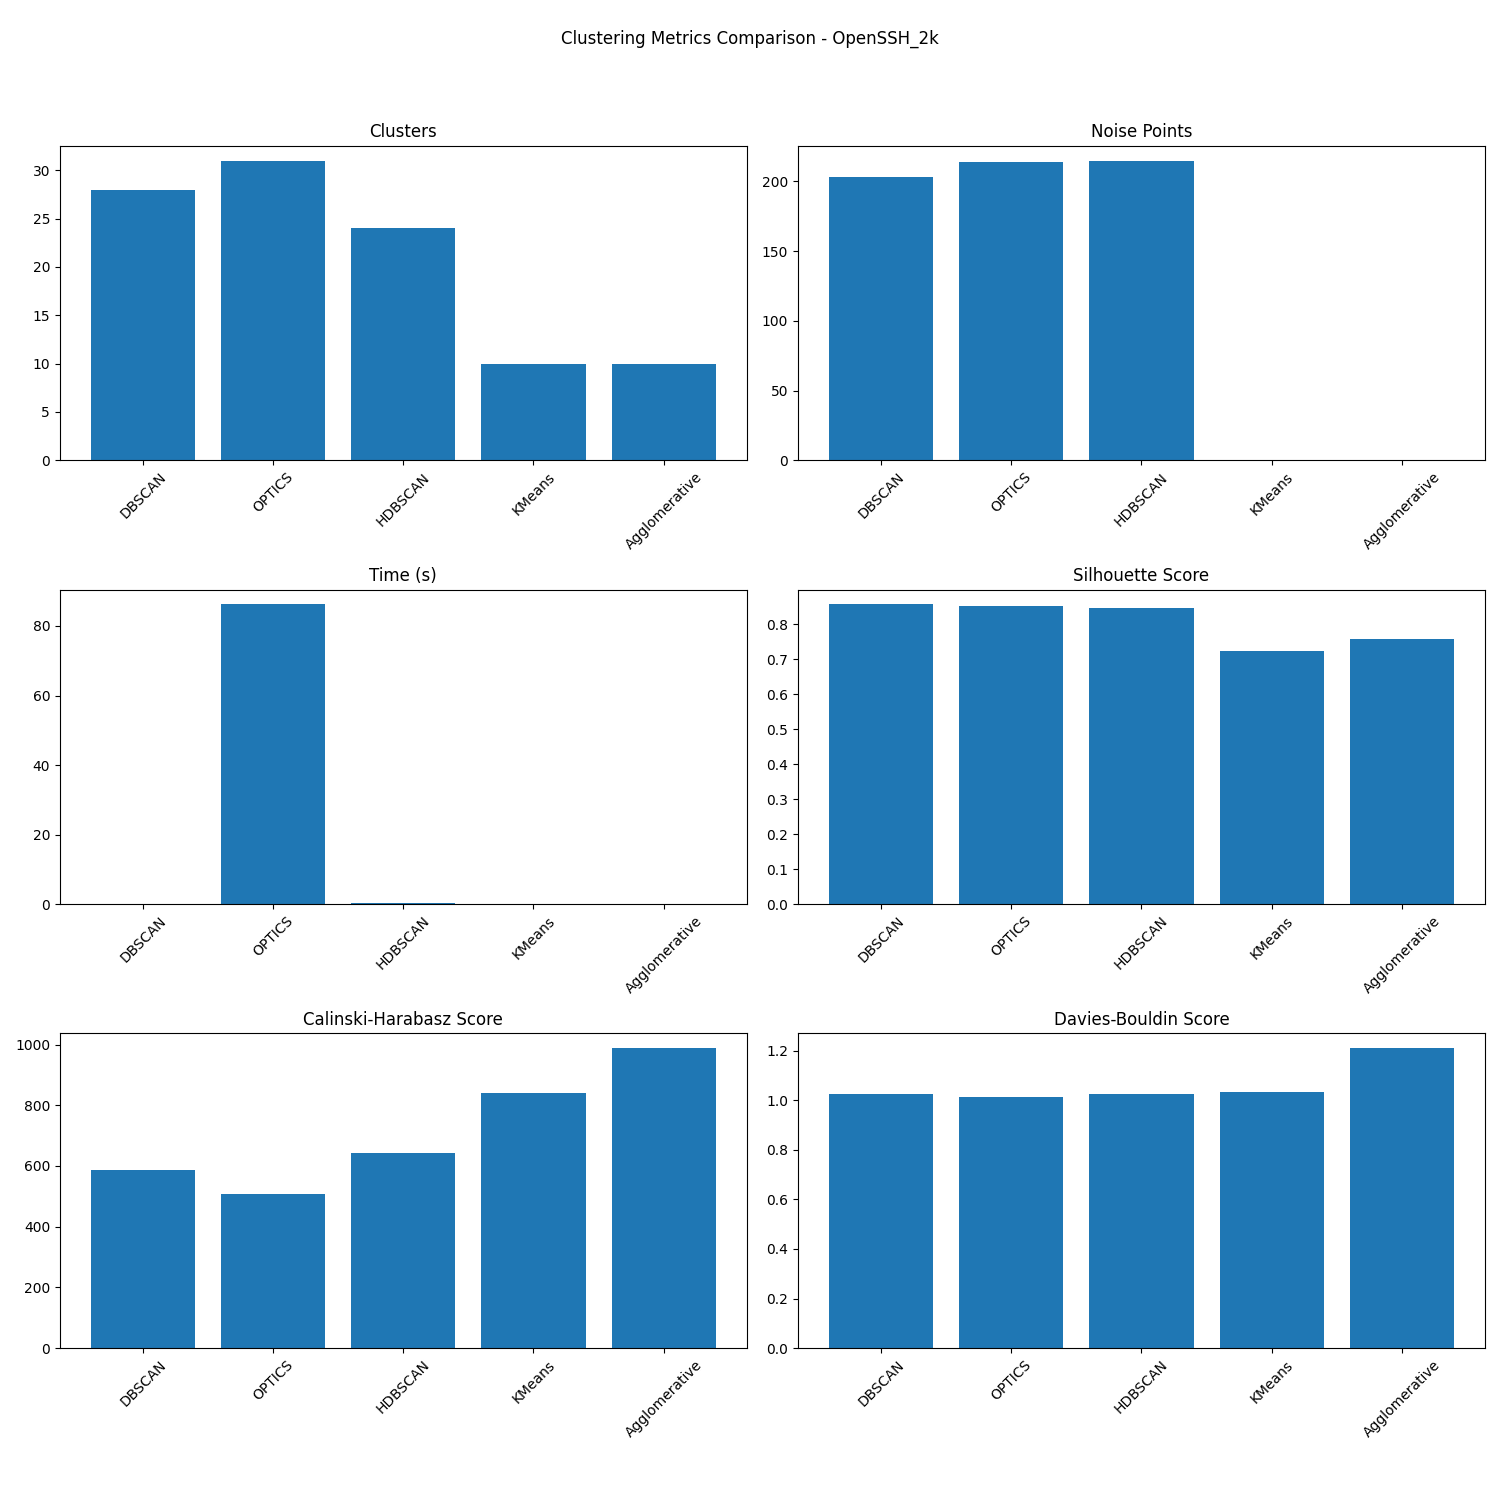 Clustering Metrics Comparison - OpenSSH_2k
Clusters
30
25
20
15
10
5
0
DBSCAN
OPTICS
HDBSCAN
KMeans
Agglomerative
Noise Points
200
150
100
50
0
DBSCAN
OPTICS
HDBSCAN
KMeans
Agglomerative
Time (s)
80
60
40
20
0
DBSCAN
OPTICS
HDBSCAN
KMeans
Agglomerative
Silhouette Score
0.8
0.7
0.6
0.5
0.4
0.3
0.2
0.1
0.0
DBSCAN
OPTICS
HDBSCAN
KMeans
Agglomerative
Calinski-Harabasz Score
1000
800
600
400
200
0
DBSCAN
OPTICS
HDBSCAN
KMeans
Agglomerative
Davies-Bouldin Score
1.2
1.0
0.8
0.6
0.4
0.2
0.0
DBSCAN
OPTICS
HDBSCAN
KMeans
Agglomerative